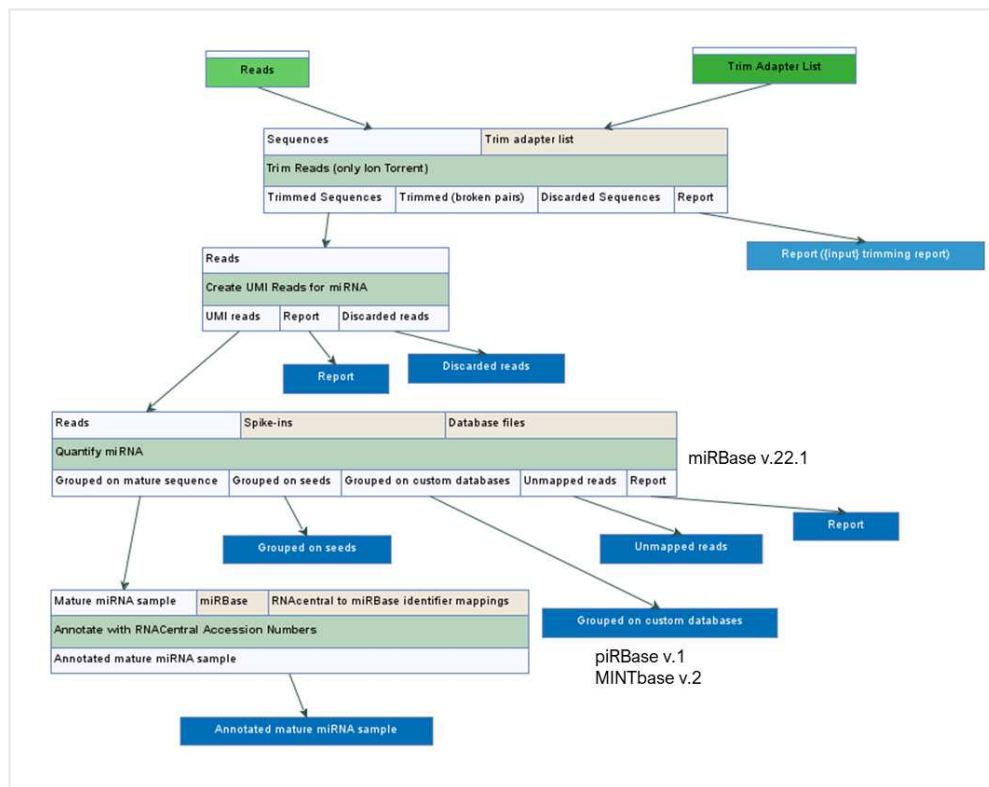 Reads
Trim Adapter List
Sequences
Trim adapter list
Trim Reads (only Ion Torrent)
Trimmed Sequences
Trimmed (broken pairs)
Discarded Sequences
Report
Report ({input} trimming report)
Reads
Create UMI Reads for miRNA
UMI reads
Report
Discarded reads
Discarded reads
Report
Reads
Spike-ins
Database files
Quantify miRNA
miRBase v.22.1
Grouped on mature sequence
Grouped on seeds
Grouped on custom databases
Unmapped reads
Report
Report
Grouped on seeds
Unmapped reads
Mature miRNA sample
miRBase
RNAcentral to miRBase identifier mappings
Annotate with RNACentral Accession Numbers
Annotated mature miRNA sample
Grouped on custom databases
piRBase v.1
MINTbase v.2
Annotated mature miRNA sample